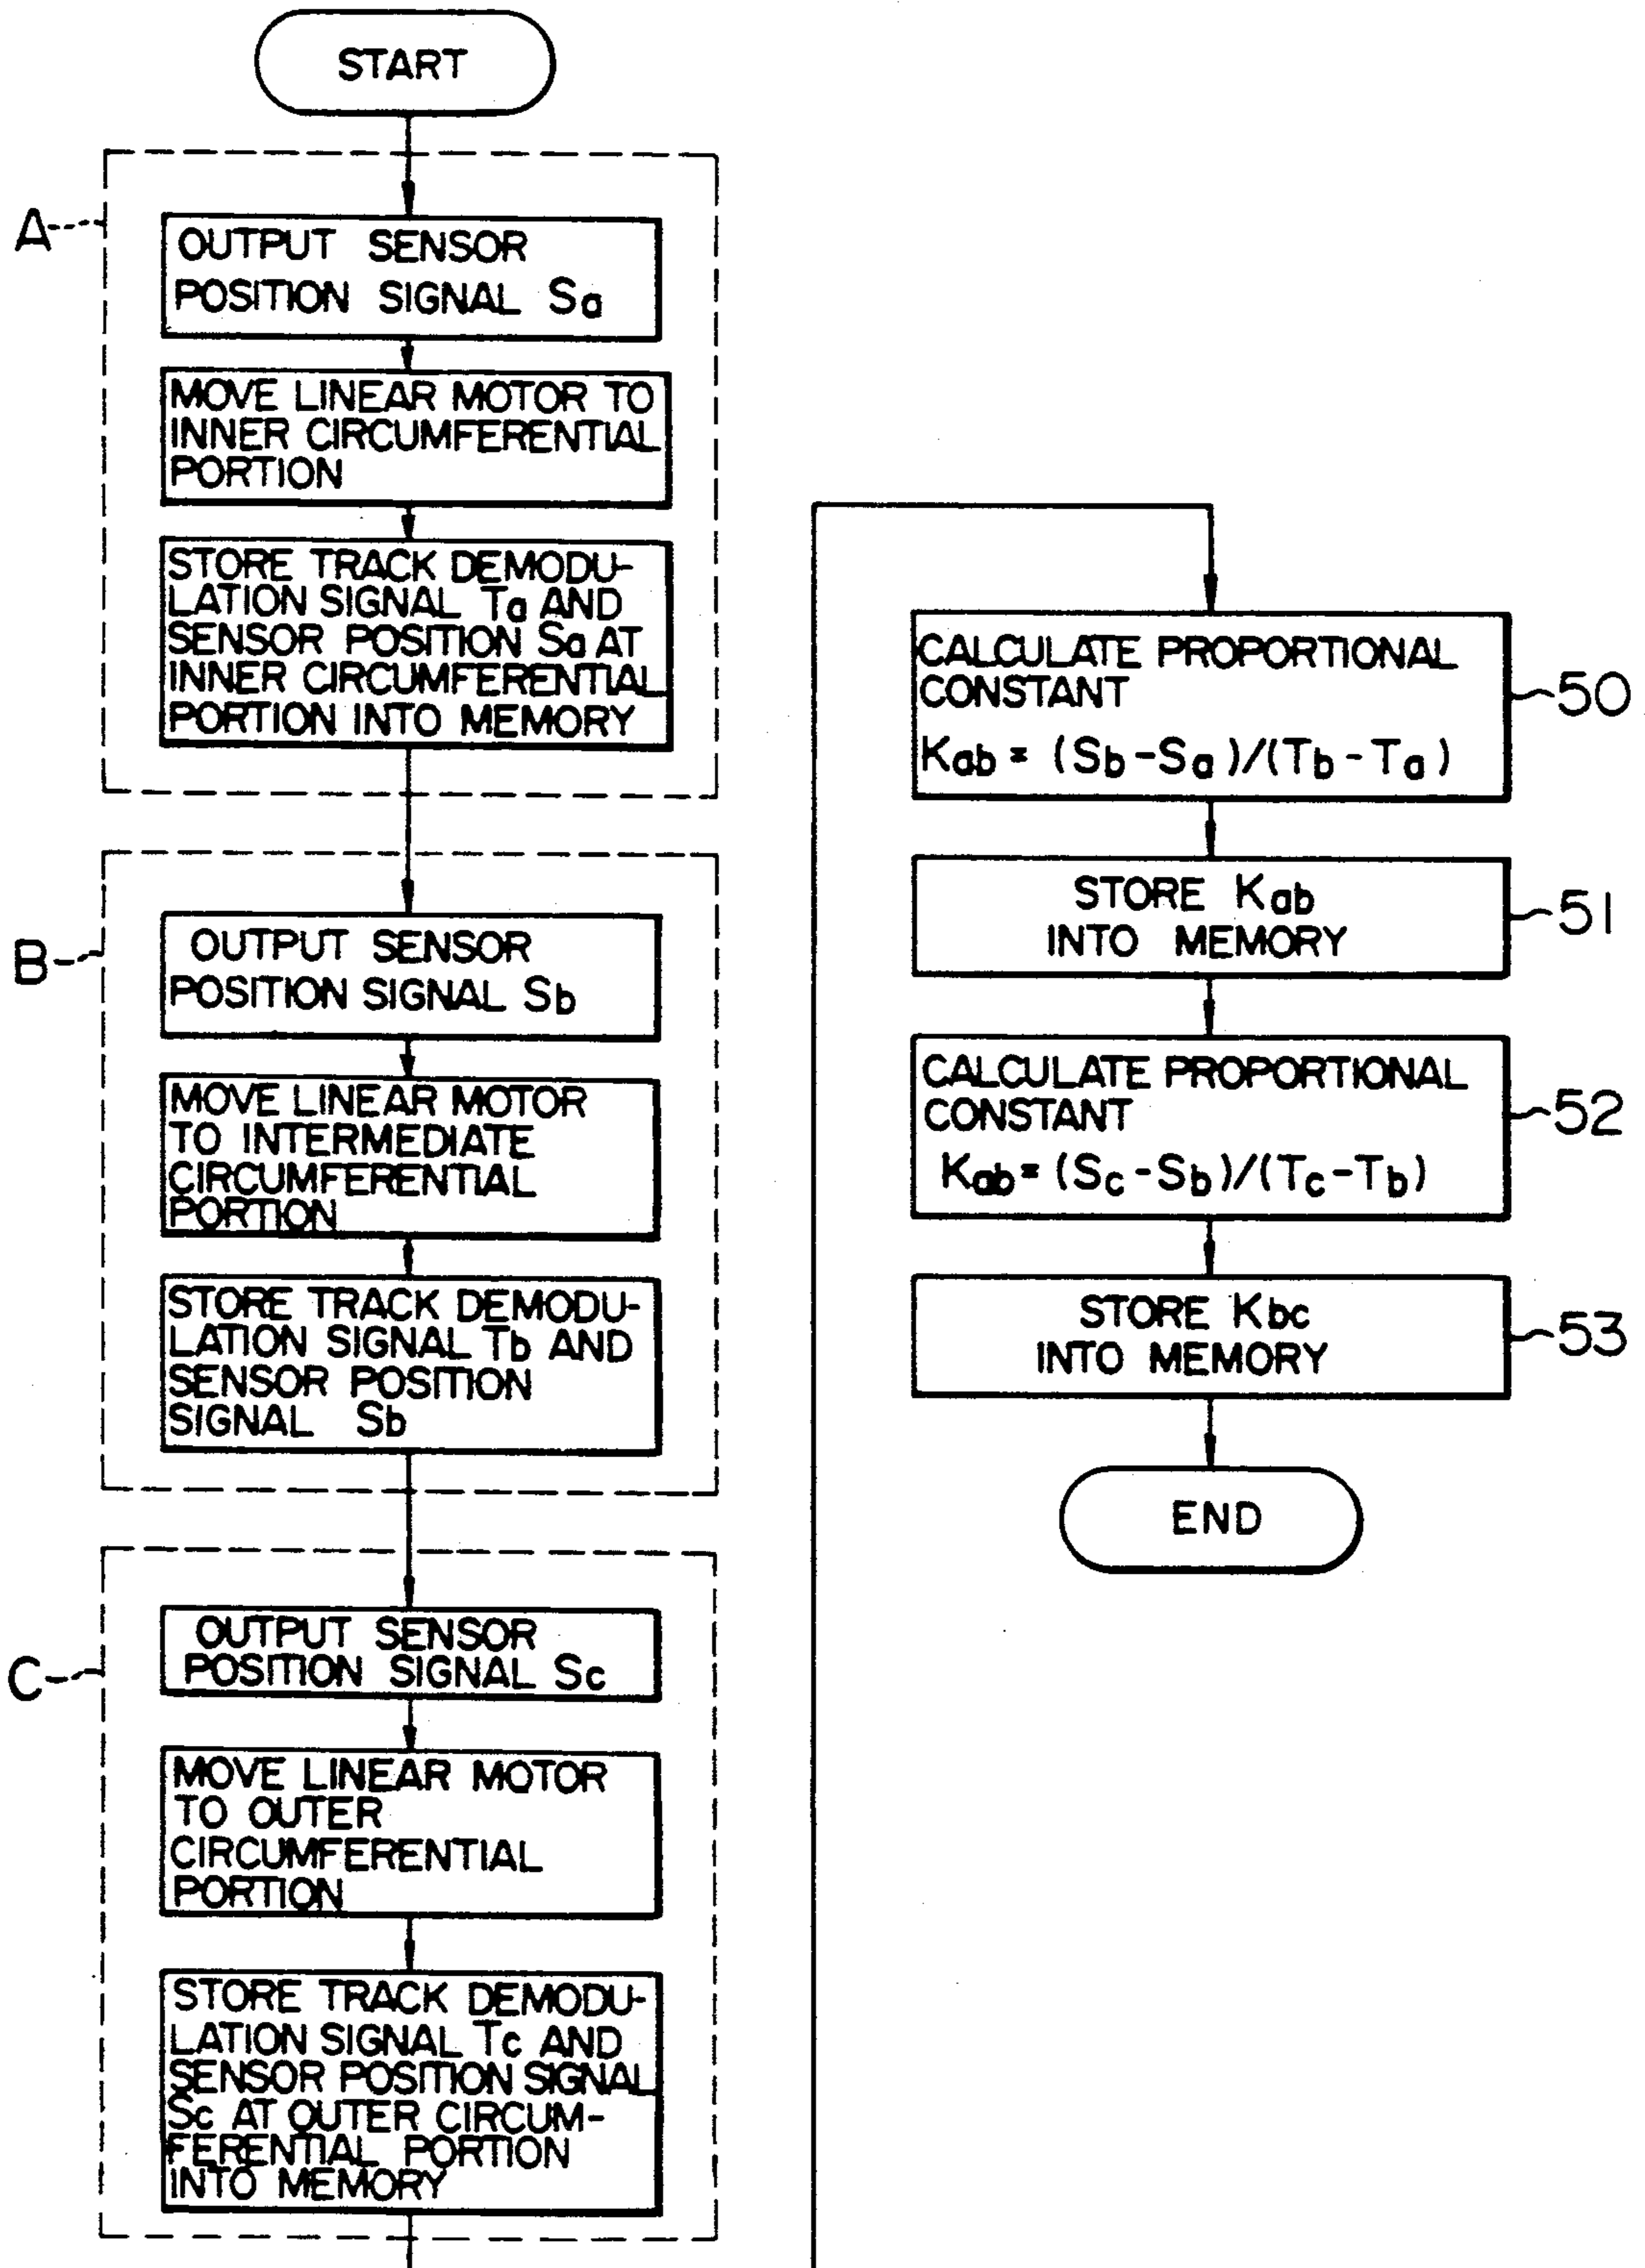 START
A
OUTPUT SENSOR
POSITION SIGNAL Sa
MOVE LINEAR MOTOR TO
INNER CIRCUMFERENTIAL
PORTION
STORE TRACK DEMODU-
LATION SIGNAL Ta AND
SENSOR POSITION Sa AT
INNER CIRCUMFERENTIAL
PORTION INTO MEMORY
B
OUTPUT SENSOR
POSITION SIGNAL Sb
MOVE LINEAR MOTOR
TO INTERMEDIATE
CIRCUMFERENTIAL
PORTION
STORE TRACK DEMODU-
LATION SIGNAL Tb AND
SENSOR POSITION
SIGNAL Sb
C
OUTPUT SENSOR
POSITION SIGNAL Sc
MOVE LINEAR MOTOR
TO OUTER
CIRCUMFERENTIAL
PORTION
STORE TRACK DEMODU-
LATION SIGNAL Tc AND
SENSOR POSITION SIGNAL
Sc AT OUTER CIRCUM-
FERENTIAL PORTION
INTO MEMORY
CALCULATE PROPORTIONAL
CONSTANT
Kab = (Sb-Sa)/(Tb-Ta)
50
STORE Kab
INTO MEMORY
51
CALCULATE PROPORTIONAL
CONSTANT
Kab = (Sc-Sb)/(Tc-Tb)
52
STORE Kbc
INTO MEMORY
53
END